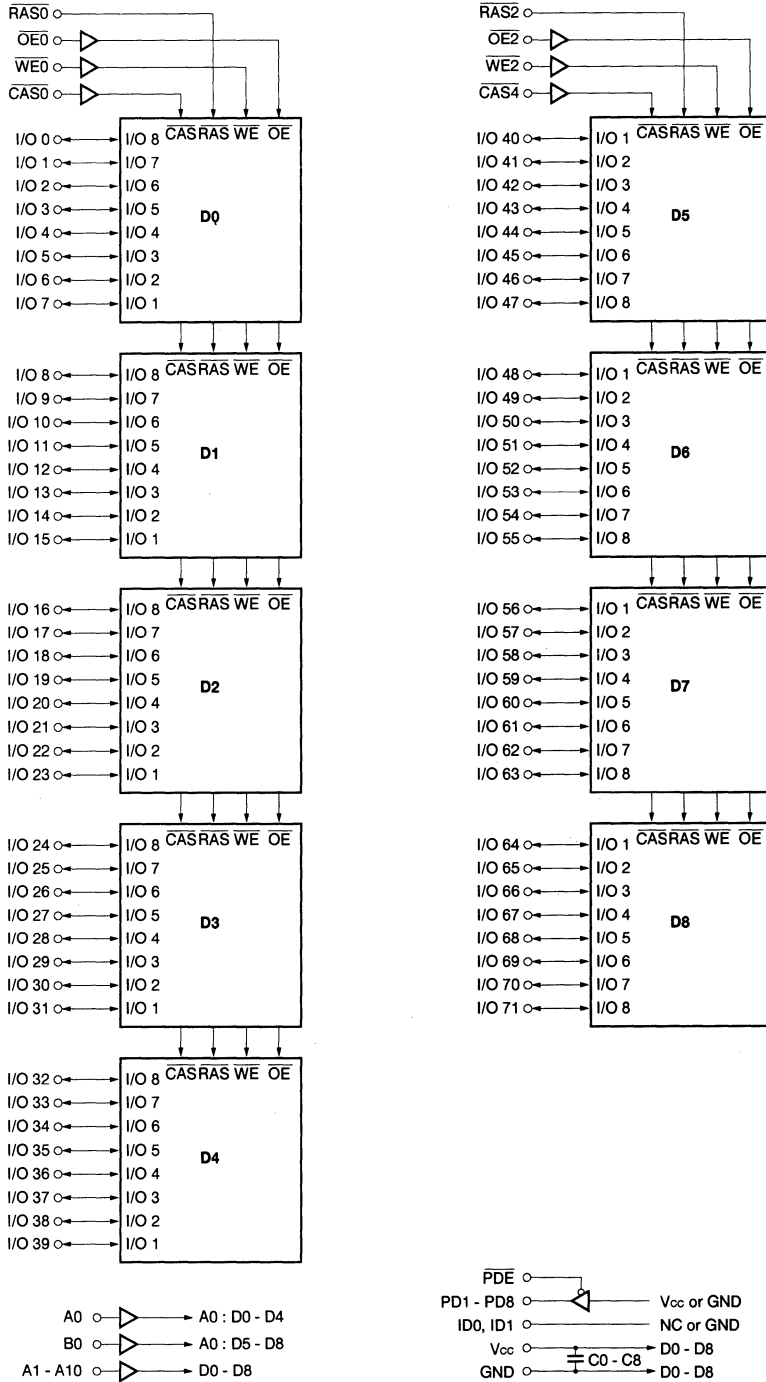 RAS0
OE0
WE0
CAS0
CAS RAS WE OE
I/O 0 I/O 8
I/O 1 I/O 7
I/O 2 I/O 6
I/O 3 I/O 5
I/O 4 I/O 4
I/O 5 I/O 3
I/O 6 I/O 2
I/O 7 I/O 1
D0
CAS RAS WE OE
I/O 8 I/O 8
I/O 9 I/O 7
I/O 10 I/O 6
I/O 11 I/O 5
I/O 12 I/O 4
I/O 13 I/O 3
I/O 14 I/O 2
I/O 15 I/O 1
D1
CAS RAS WE OE
I/O 16 I/O 8
I/O 17 I/O 7
I/O 18 I/O 6
I/O 19 I/O 5
I/O 20 I/O 4
I/O 21 I/O 3
I/O 22 I/O 2
I/O 23 I/O 1
D2
CAS RAS WE OE
I/O 24 I/O 8
I/O 25 I/O 7
I/O 26 I/O 6
I/O 27 I/O 5
I/O 28 I/O 4
I/O 29 I/O 3
I/O 30 I/O 2
I/O 31 I/O 1
D3
CAS RAS WE OE
I/O 32 I/O 8
I/O 33 I/O 7
I/O 34 I/O 6
I/O 35 I/O 5
I/O 36 I/O 4
I/O 37 I/O 3
I/O 38 I/O 2
I/O 39 I/O 1
D4
A0 A0 : D0 - D4
B0 A0 : D5 - D8
A1 - A10 D0 - D8
RAS2
OE2
WE2
CAS4
CAS RAS WE OE
I/O 40 I/O 1
I/O 41 I/O 2
I/O 42 I/O 3
I/O 43 I/O 4
I/O 44 I/O 5
I/O 45 I/O 6
I/O 46 I/O 7
I/O 47 I/O 8
D5
CAS RAS WE OE
I/O 48 I/O 1
I/O 49 I/O 2
I/O 50 I/O 3
I/O 51 I/O 4
I/O 52 I/O 5
I/O 53 I/O 6
I/O 54 I/O 7
I/O 55 I/O 8
D6
CAS RAS WE OE
I/O 56 I/O 1
I/O 57 I/O 2
I/O 58 I/O 3
I/O 59 I/O 4
I/O 60 I/O 5
I/O 61 I/O 6
I/O 62 I/O 7
I/O 63 I/O 8
D7
CAS RAS WE OE
I/O 64 I/O 1
I/O 65 I/O 2
I/O 66 I/O 3
I/O 67 I/O 4
I/O 68 I/O 5
I/O 69 I/O 6
I/O 70 I/O 7
I/O 71 I/O 8
D8
PDE
PD1 - PD8 Vcc or GND
ID0, ID1 NC or GND
Vcc D0 - D8
C0 - C8
GND D0 - D8